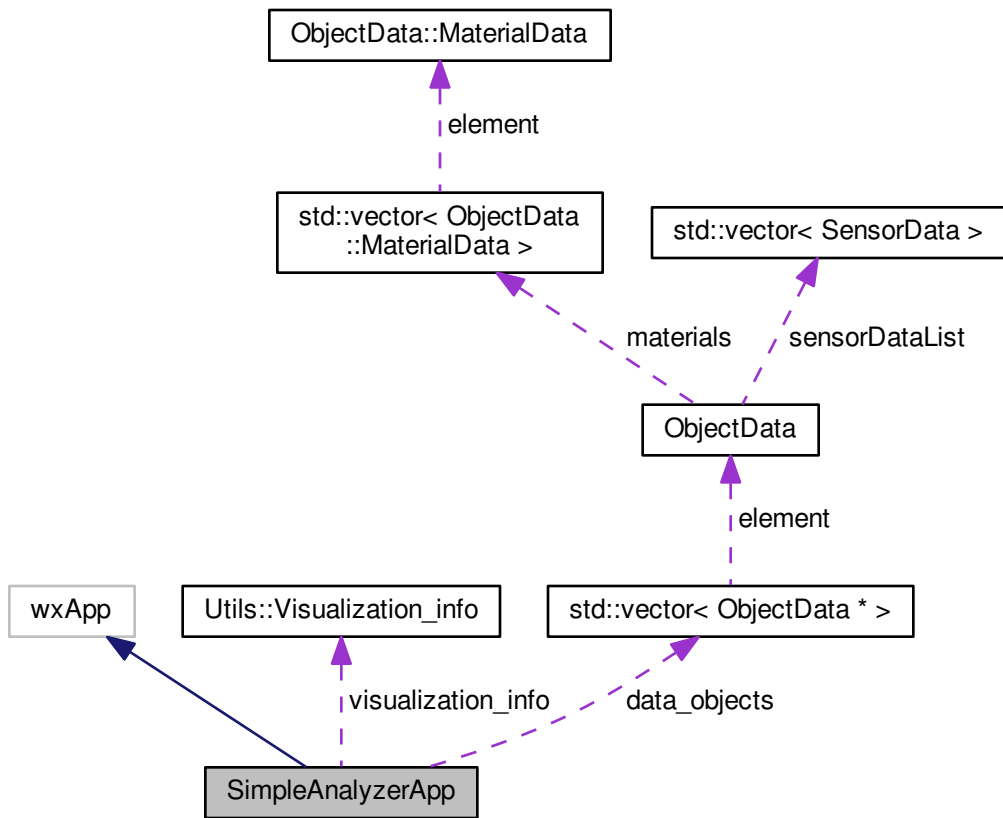 ObjectData::MaterialData
element
std::vector< ObjectData
::MaterialData >
std::vector< SensorData >
materials
sensorDataList
ObjectData
element
wxApp
Utils::Visualization_info
std::vector< ObjectData * >
visualization_info
data_objects
SimpleAnalyzerApp